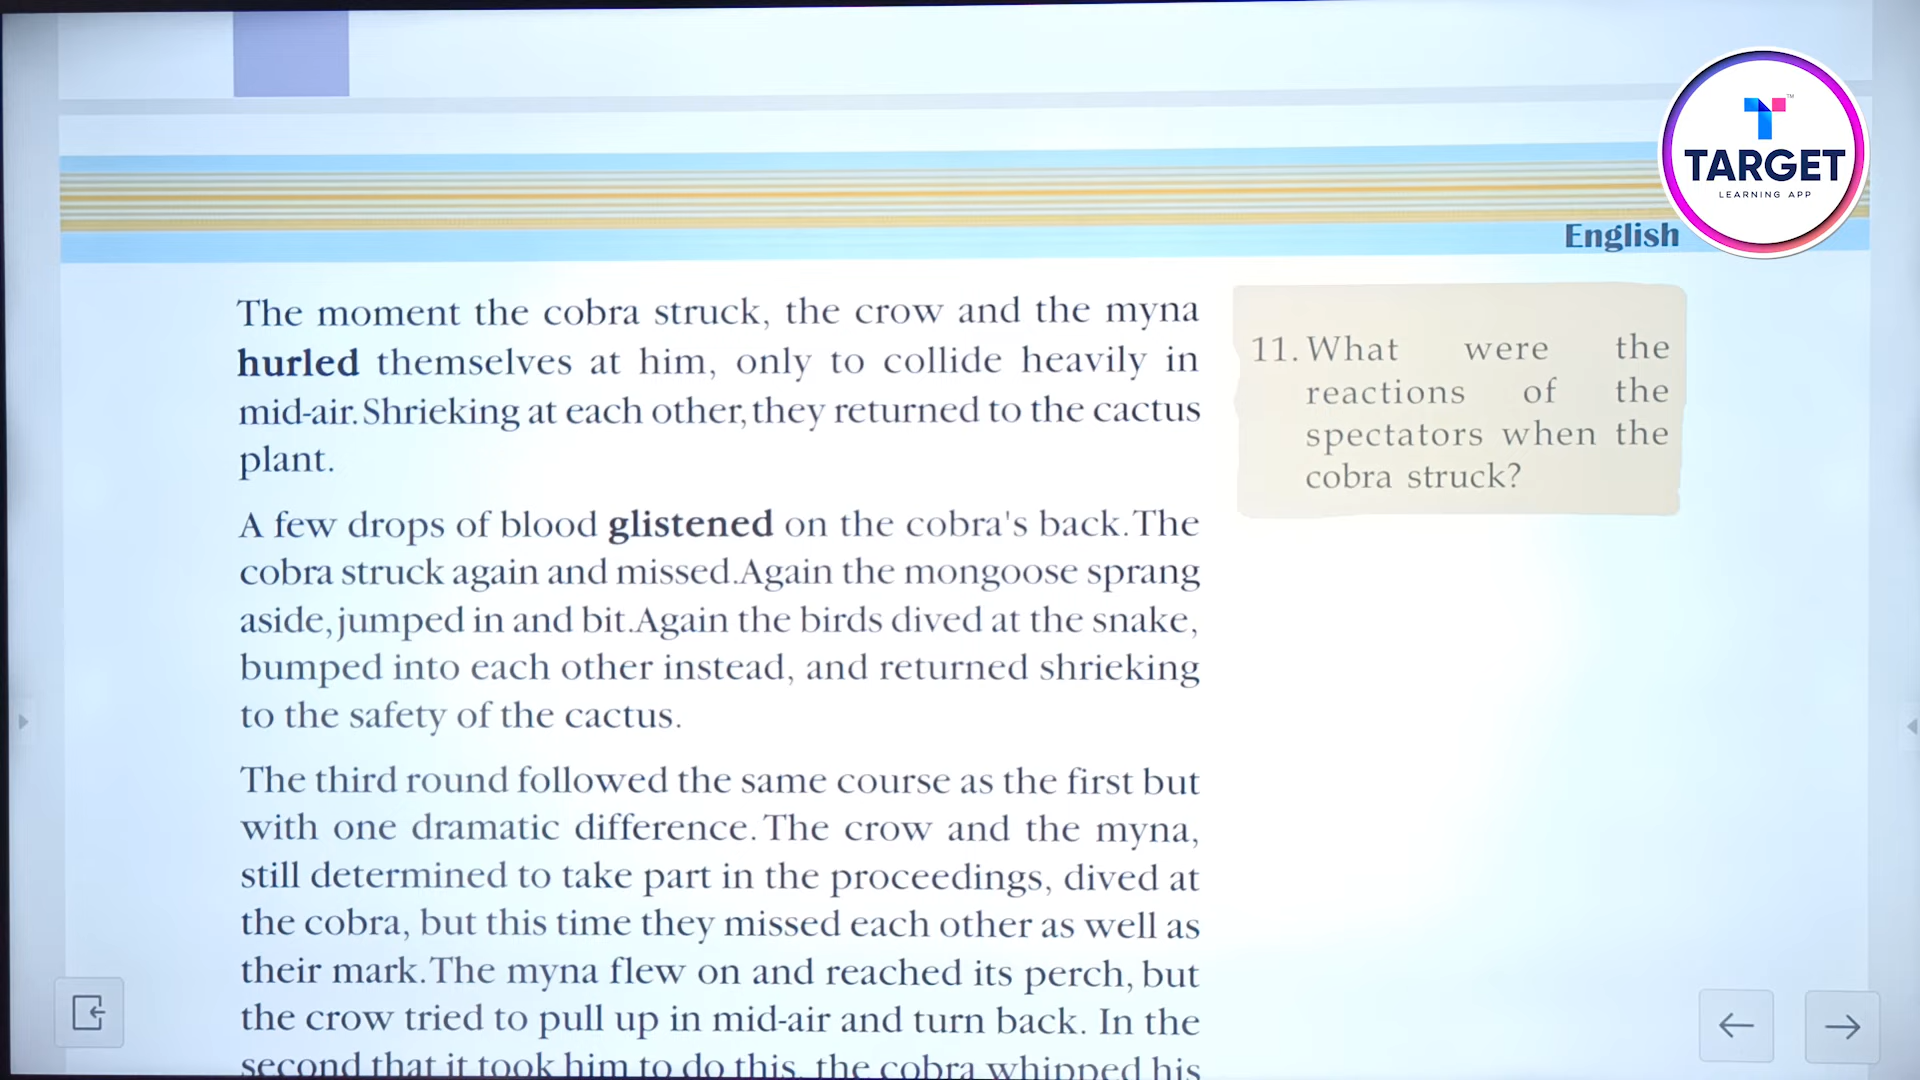 TARGET
LEARNING APP
English
The moment the cobra struck, the crow and the myna
hurled themselves at him, only to collide heavily in
mid-air. Shrieking at each other, they returned to the cactus
plant.
A few drops of blood glistened on the cobra's back. The
cobra struck again and missed. Again the mongoose sprang
aside, jumped in and bit. Again the birds dived at the snake,
bumped into each other instead, and returned shrieking
to the safety of the cactus.
The third round followed the same course as the first but
with one dramatic difference. The crow and the myna,
still determined to take part in the proceedings, dived at
the cobra, but this time they missed each other as well as
their mark. The myna flew on and reached its perch, but
the crow tried to pull up in mid-air and turn back. In the
second that it took him to do this, the cobra whipped his
11. What were the
reactions of the
spectators when the
cobra struck?